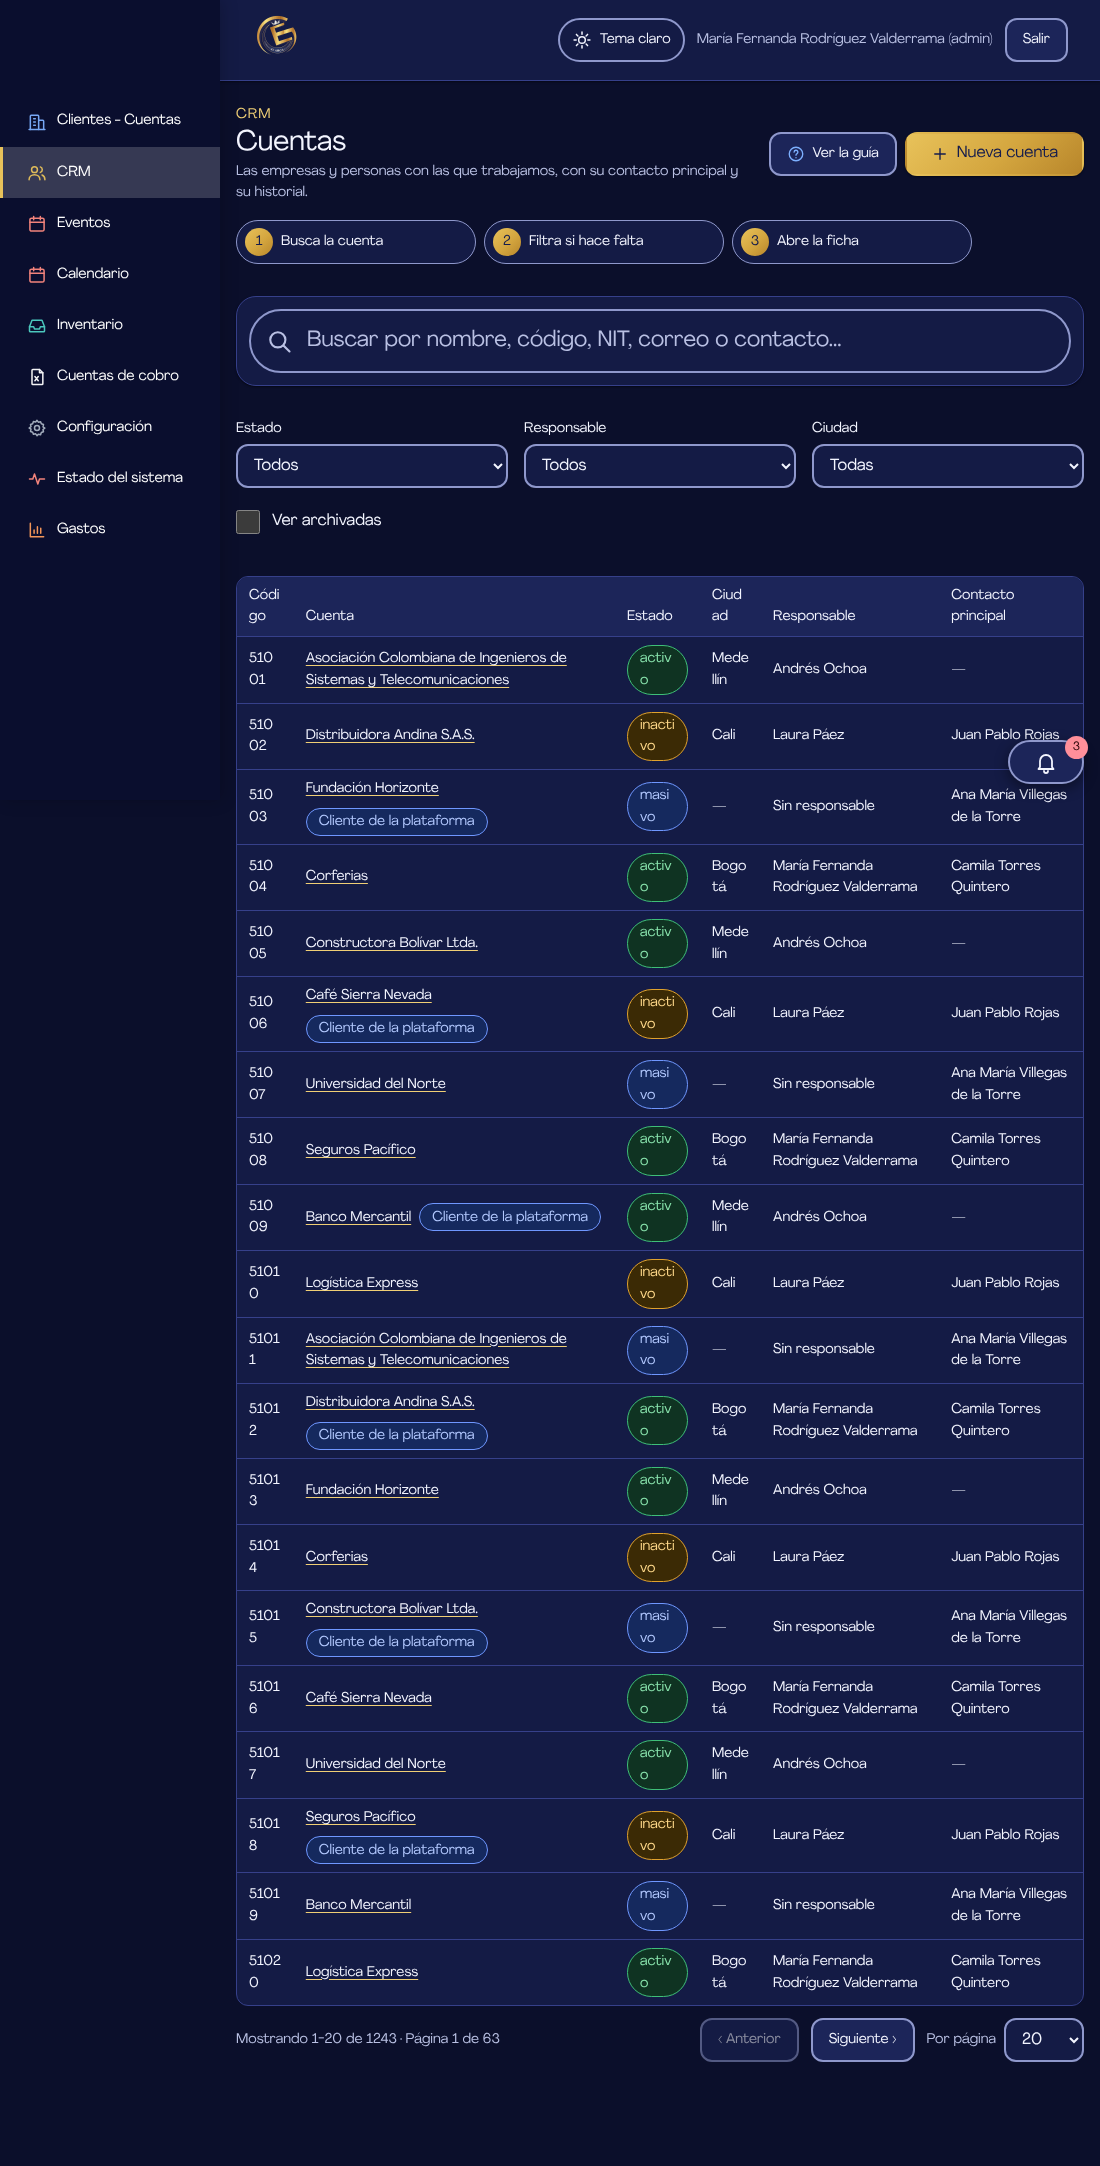 Tema claro
María Fernanda Rodríguez Valderrama (admin)
Salir
Clientes - Cuentas
CRM
Eventos
Calendario
Inventario
Cuentas de cobro
Configuración
Estado del sistema
Gastos
CRM
Cuentas
Las empresas y personas con las que trabajamos, con su contacto principal y
su historial.
Ver la guía
Nueva cuenta
1 Busca la cuenta
2 Filtra si hace falta
3 Abre la ficha
Buscar por nombre, código, NIT, correo o contacto...
Estado
Responsable
Ciudad
Todos
Todos
Todas
Ver archivadas
Códi
go
Cuenta
Estado
Ciud
ad
Responsable
Contacto
principal
510
01
Asociación Colombiana de Ingenieros de
Sistemas y Telecomunicaciones
activ
o
Mede
llín
Andrés Ochoa
—
510
02
Distribuidora Andina S.A.S.
inacti
vo
Cali
Laura Páez
Juan Pablo Rojas
3
510
03
Fundación Horizonte
Cliente de la plataforma
masi
vo
—
Sin responsable
Ana María Villegas
de la Torre
510
04
Corferias
activ
o
Bogo
tá
María Fernanda
Rodríguez Valderrama
Camila Torres
Quintero
510
05
Constructora Bolívar Ltda.
activ
o
Mede
llín
Andrés Ochoa
—
510
06
Café Sierra Nevada
Cliente de la plataforma
inacti
vo
Cali
Laura Páez
Juan Pablo Rojas
510
07
Universidad del Norte
masi
vo
—
Sin responsable
Ana María Villegas
de la Torre
510
08
Seguros Pacífico
activ
o
Bogo
tá
María Fernanda
Rodríguez Valderrama
Camila Torres
Quintero
510
09
Banco Mercantil
Cliente de la plataforma
activ
o
Mede
llín
Andrés Ochoa
—
5101
0
Logística Express
inacti
vo
Cali
Laura Páez
Juan Pablo Rojas
5101
1
Asociación Colombiana de Ingenieros de
Sistemas y Telecomunicaciones
masi
vo
—
Sin responsable
Ana María Villegas
de la Torre
5101
2
Distribuidora Andina S.A.S.
Cliente de la plataforma
activ
o
Bogo
tá
María Fernanda
Rodríguez Valderrama
Camila Torres
Quintero
5101
3
Fundación Horizonte
activ
o
Mede
llín
Andrés Ochoa
—
5101
4
Corferias
inacti
vo
Cali
Laura Páez
Juan Pablo Rojas
5101
5
Constructora Bolívar Ltda.
Cliente de la plataforma
masi
vo
—
Sin responsable
Ana María Villegas
de la Torre
5101
6
Café Sierra Nevada
activ
o
Bogo
tá
María Fernanda
Rodríguez Valderrama
Camila Torres
Quintero
5101
7
Universidad del Norte
activ
o
Mede
llín
Andrés Ochoa
—
5101
8
Seguros Pacífico
Cliente de la plataforma
inacti
vo
Cali
Laura Páez
Juan Pablo Rojas
5101
9
Banco Mercantil
masi
vo
—
Sin responsable
Ana María Villegas
de la Torre
5102
0
Logística Express
activ
o
Bogo
tá
María Fernanda
Rodríguez Valderrama
Camila Torres
Quintero
Mostrando 1-20 de 1243 · Página 1 de 63
‹ Anterior
Siguiente ›
Por página
20